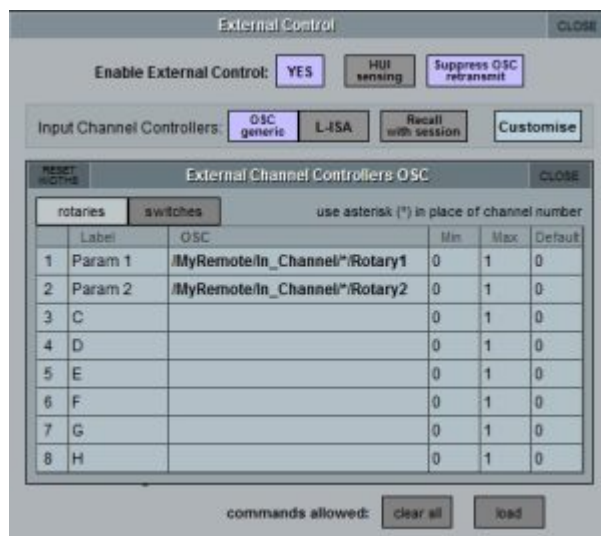 External Control CLOSE
Enable External Control: YES HUI sensing Suppress OSC retransmit
Input Channel Controllers: OSC generic L-ISA Recall with session Customise
RESET WIDTHS External Channel Controllers OSC CLOSE
rotaries switches use asterisk (*) in place of channel number
Label OSC Min Max Default
1 Param 1 /MyRemote/In_Channel/*/Rotary1 0 1 0
2 Param 2 /MyRemote/In_Channel/*/Rotary2 0 1 0
3 C 0 1 0
4 D 0 1 0
5 E 0 1 0
6 F 0 1 0
7 G 0 1 0
8 H 0 1 0
commands allowed: clear all load